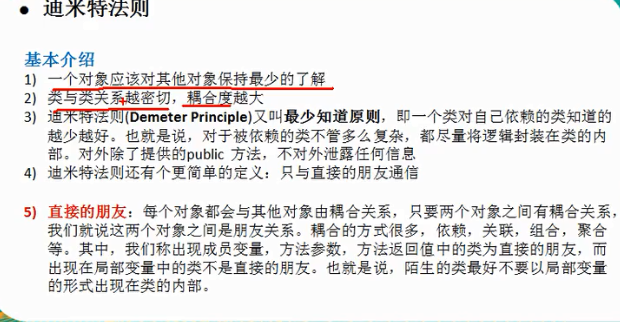 ● 迪米特法则
基本介绍
1) 一个对象应该对其他对象保持最少的了解
2) 类与类关系越密切，耦合度越大
3) 迪米特法则(Demeter Principle)又叫最少知道原则，即一个类对自己依赖的类知道的
越少越好。也就是说，对于被依赖的类不管多么复杂，都尽量将逻辑封装在类的内
部。对外除了提供的public 方法，不对外泄露任何信息
4) 迪米特法则还有个更简单的定义：只与直接的朋友通信
5) 直接的朋友：每个对象都会与其他对象由耦合关系，只要两个对象之间有耦合关系，
我们就说这两个对象之间是朋友关系。耦合的方式很多，依赖，关联，组合，聚合
等。其中，我们称出现成员变量，方法参数，方法返回值中的类为直接的朋友，而
出现在局部变量中的类不是直接的朋友。也就是说，陌生的类最好不要以局部变量
的形式出现在类的内部。